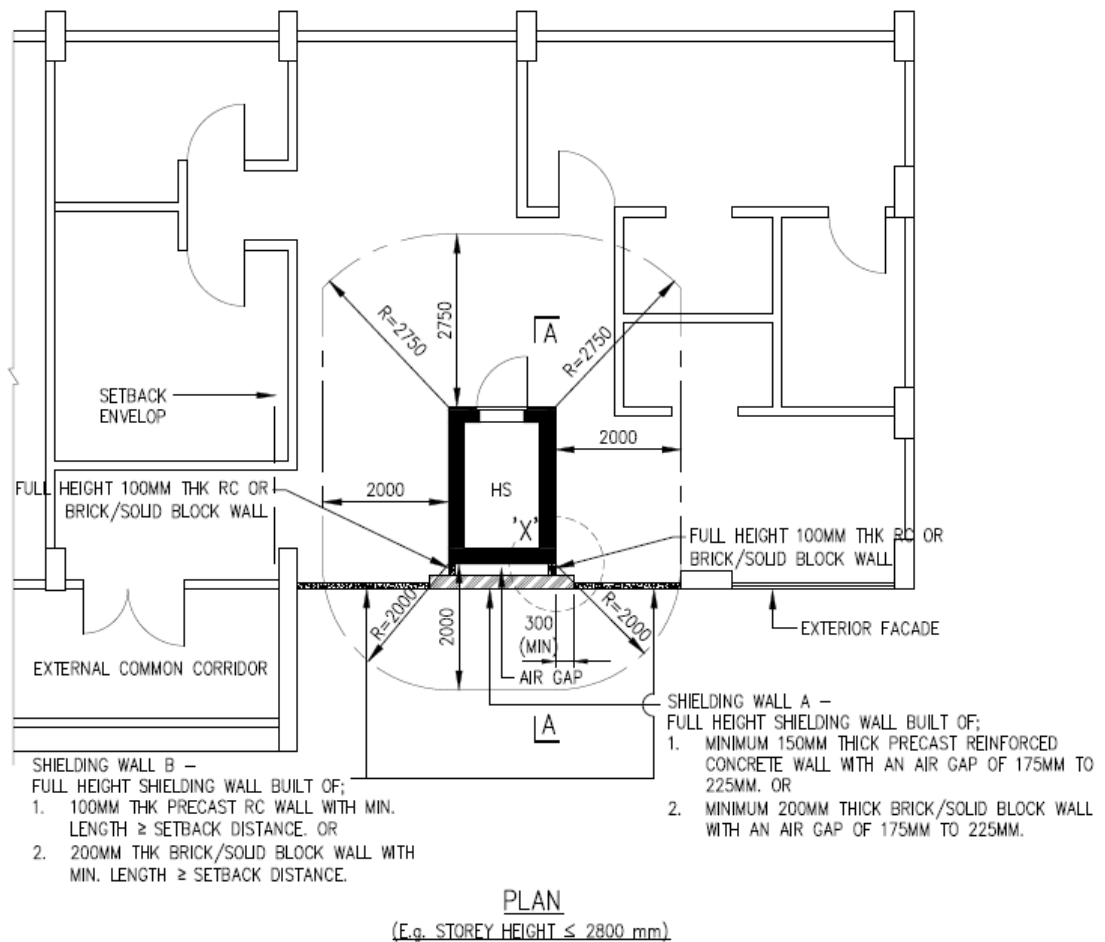 R=2750
2750
A
R=2750
SETBACK
ENVELOP
2000
2000
HS
FULL HEIGHT 100MM THK RC OR
BRICK/SOLID BLOCK WALL
'X'
FULL HEIGHT 100MM THK RC OR
BRICK/SOLID BLOCK WALL
R=2000
2000
300
(MIN)
R=2000
EXTERIOR FACADE
EXTERNAL COMMON CORRIDOR
AIR GAP
A
SHIELDING WALL A –
FULL HEIGHT SHIELDING WALL BUILT OF;
1. MINIMUM 150MM THICK PRECAST REINFORCED
CONCRETE WALL WITH AN AIR GAP OF 175MM TO
225MM. OR
2. MINIMUM 200MM THICK BRICK/SOLID BLOCK WALL
WITH AN AIR GAP OF 175MM TO 225MM.
SHIELDING WALL B –
FULL HEIGHT SHIELDING WALL BUILT OF;
1. 100MM THK PRECAST RC WALL WITH MIN.
LENGTH ≥ SETBACK DISTANCE. OR
2. 200MM THK BRICK/SOLID BLOCK WALL WITH
MIN. LENGTH ≥ SETBACK DISTANCE.
PLAN
(E.g. STOREY HEIGHT ≤ 2800 mm)